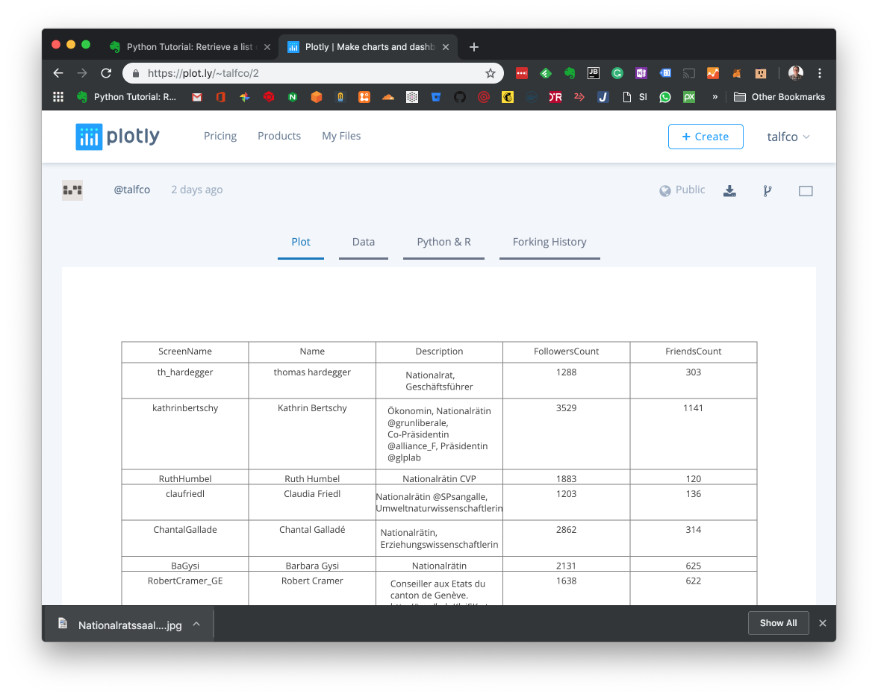 Python Tutorial: Retrieve a list
Plotly | Make charts and dashb
https://plot.ly/~talfco/2
Python Tutorial: R...
SI
»
Other Bookmarks
plotly
Pricing
Products
My Files
+ Create
talfco
@talfco
2 days ago
Public
Plot
Data
Python & R
Forking History
ScreenName Name Description FollowersCount FriendsCount
th_hardegger thomas hardegger Nationalrat, 1288 303
Geschäftsführer
kathrinbertschy Kathrin Bertschy Ökonomin, Nationalrätin 3529 1141
@grunliberale,
Co-Präsidentin
@alliance_F, Präsidentin
@glplab
RuthHumbel Ruth Humbel Nationalrätin CVP 1883 120
claufriedl Claudia Friedl Nationalrätin @SPsangalle, 1203 136
Umweltnaturwissenschaftlerin
ChantalGallade Chantal Galladé Nationalrätin, 2862 314
Erziehungswissenschaftlerin
BaGysi Barbara Gysi Nationalrätin 2131 625
RobertCramer_GE Robert Cramer Conseiller aux Etats du 1638 622
canton de Genève.
Nationalratssaal....jpg
Show All